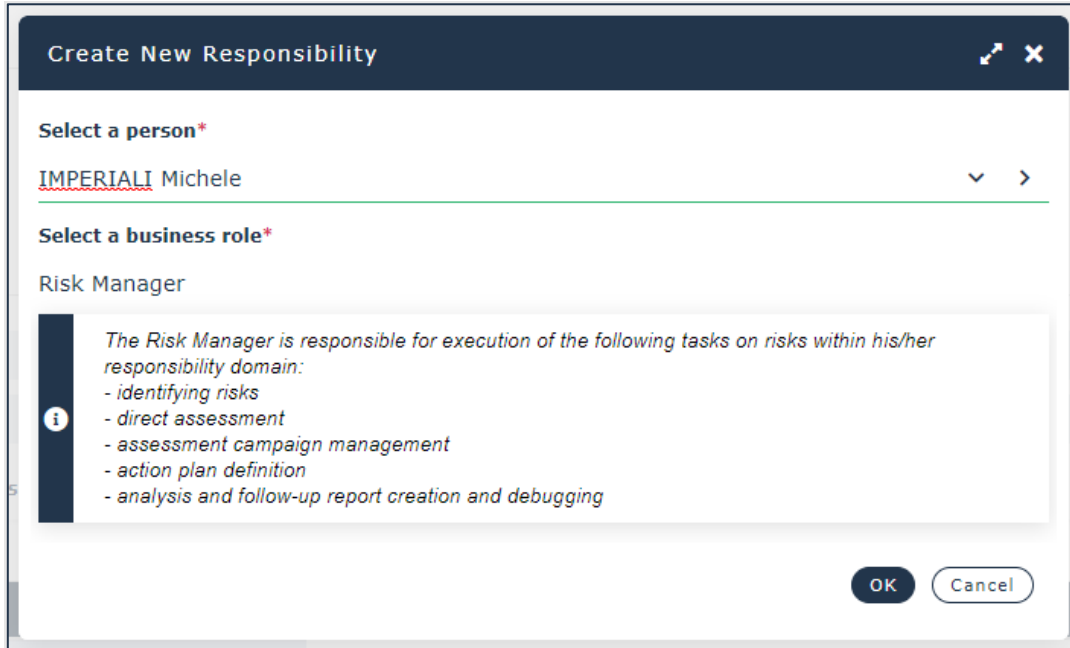 Create New Responsibility
Select a person*
IMPERIALI Michele
Select a business role*
Risk Manager
The Risk Manager is responsible for execution of the following tasks on risks within his/her
responsibility domain:
- identifying risks
- direct assessment
- assessment campaign management
- action plan definition
- analysis and follow-up report creation and debugging
s
OK Cancel